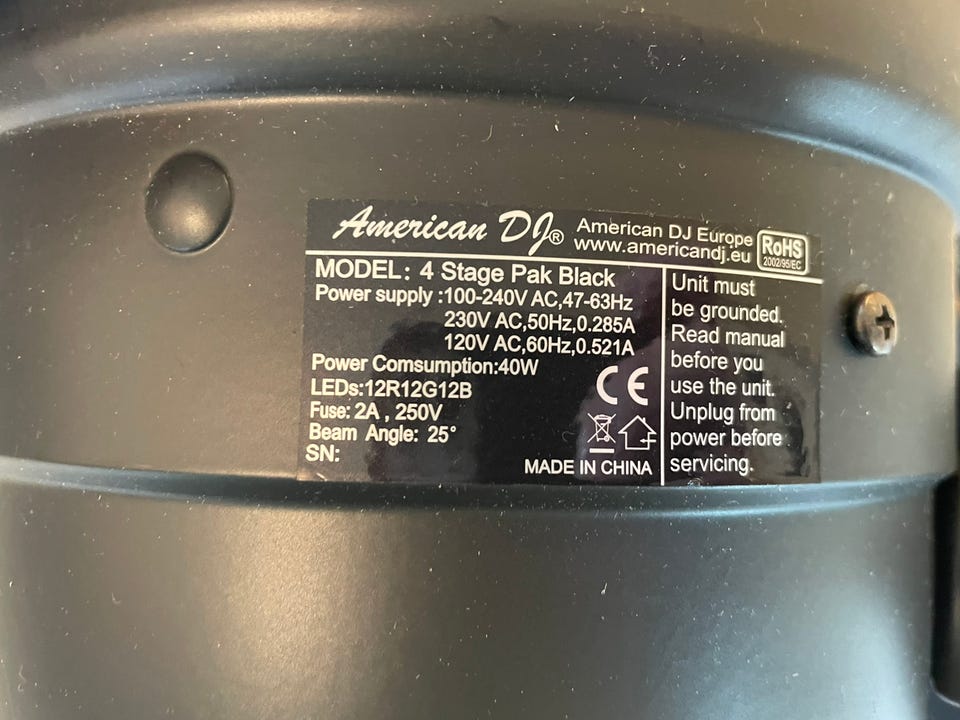 American DJ®
American DJ Europe
www.americandj.eu
RoHS
2002/95/EC
MODEL: 4 Stage Pak Black
Power supply :100-240V AC,47-63Hz
230V AC,50Hz,0.285A
120V AC,60Hz,0.521A
Power Comsumption:40W
LEDs:12R12G12B
Fuse: 2A , 250V
Beam Angle: 25°
SN:
CE
MADE IN CHINA
Unit must
be grounded.
Read manual
before you
use the unit.
Unplug from
power before
servicing.